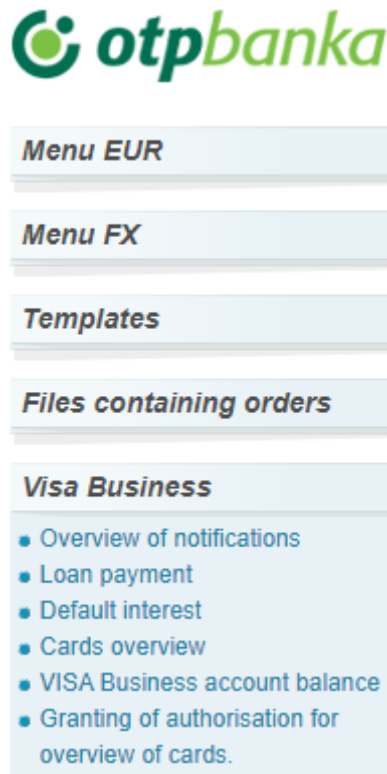 otpbanka
Menu EUR
Menu FX
Templates
Files containing orders
Visa Business
Overview of notifications
Loan payment
Default interest
Cards overview
VISA Business account balance
Granting of authorisation for
overview of cards.